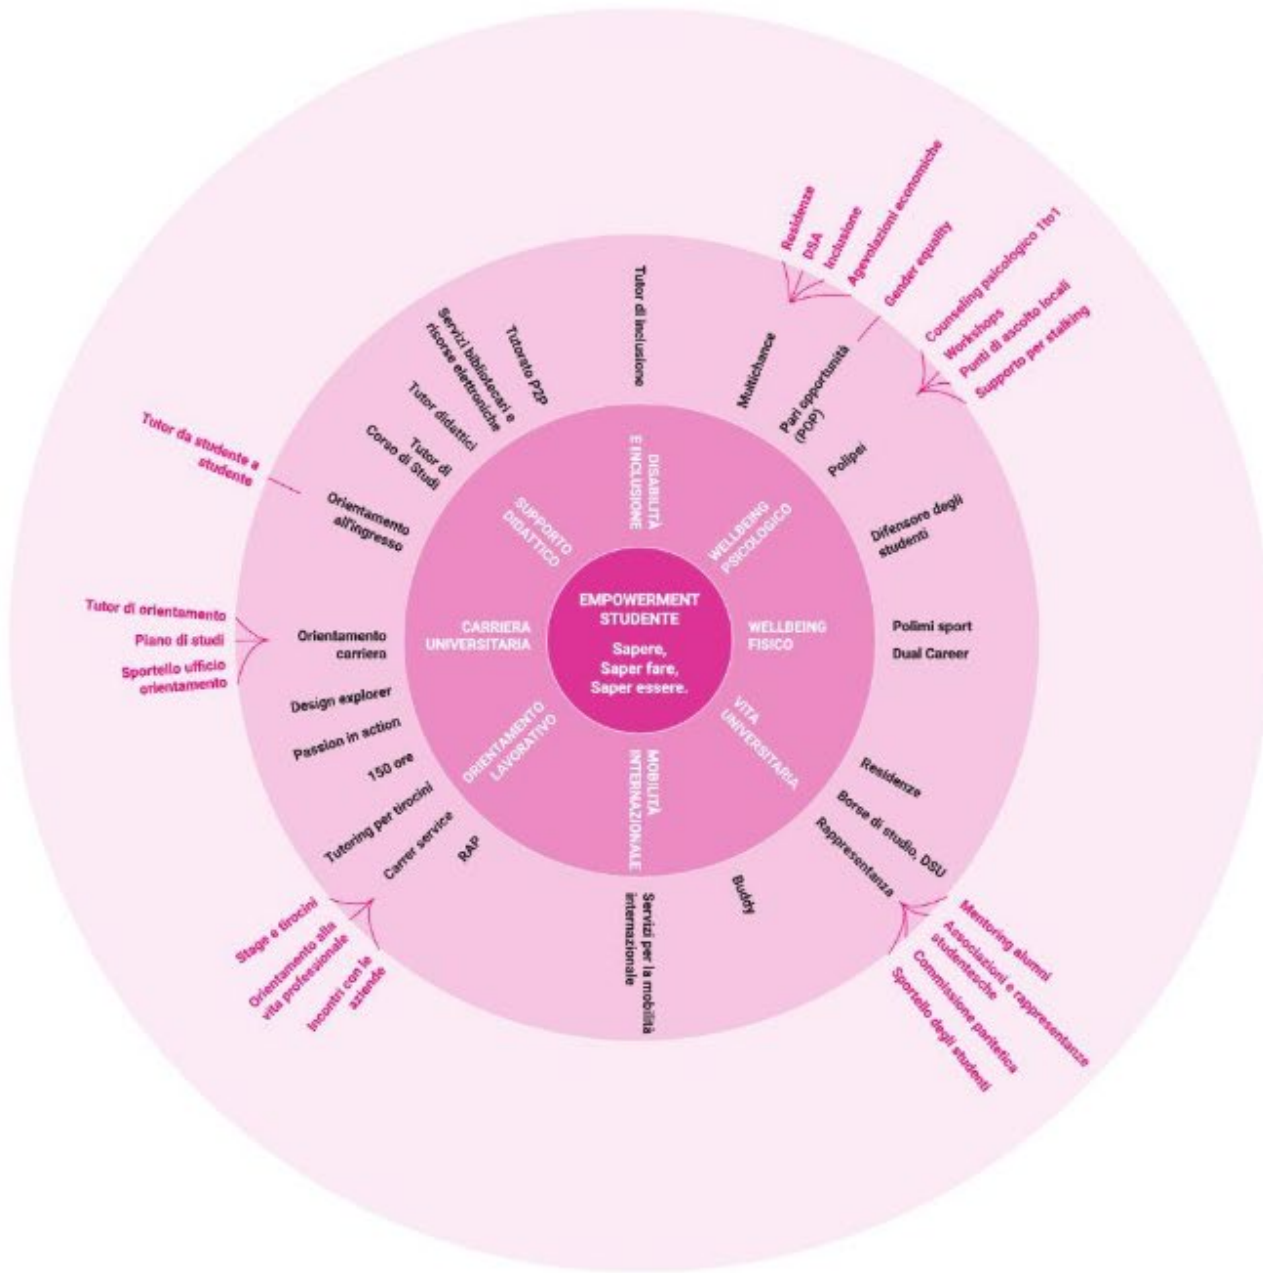 EMPOWERMENT
STUDENTE
Sapere,
Saper fare,
Saper essere.
DISABILITÀ
E INCLUSIONE
WELLBEING
PSICOLOGICO
WELLBEING
FISICO
VITA
UNIVERSITARIA
MOBILITÀ
INTERNAZIONALE
ORIENTAMENTO
LAVORATIVO
CARRIERA
UNIVERSITARIA
SUPPORTO
DIDATTICO
Tutor di inclusione
Multichance
Pari opportunità
(POP)
Polipsi
Difensore degli
studenti
Polimi sport
Dual Career
Residenze
Borse di studio, DSU
Rappresentanza
Buddy
Servizi per la mobilità
internazionale
RAP
Carrer service
Tutoring per tirocini
150 ore
Passion in action
Design explorer
Orientamento
carriera
Orientamento
all'ingresso
Tutor di
Corso di Studi
Tutor didattici
Servizi bibliotecari e
risorse elettroniche
Tutorato P2P
Residenze
DSA
Inclusione
Agevolazioni economiche
Gender equality
Counseling psicologico 1to1
Workshops
Punti di ascolto locali
Supporto per stalking
Mentoring alumni
Associazioni e rappresentanze
studentesche
Commissione paritetica
Sportello degli studenti
Incontri con le
aziende
Orientamento alla
vita professionale
Stage e tirocini
Sportello ufficio
orientamento
Piano di studi
Tutor di orientamento
Tutor da studente a
studente